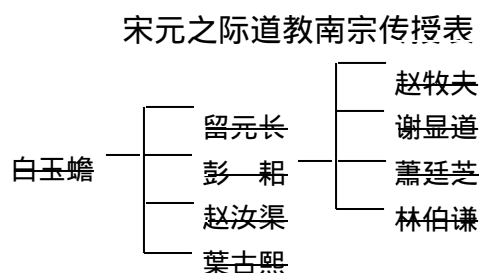 宋元之际道教南宗传授表
赵牧夫
留元长
谢显道
白玉蟾
彭 耜
萧廷芝
赵汝渠
林伯谦
葉古熙